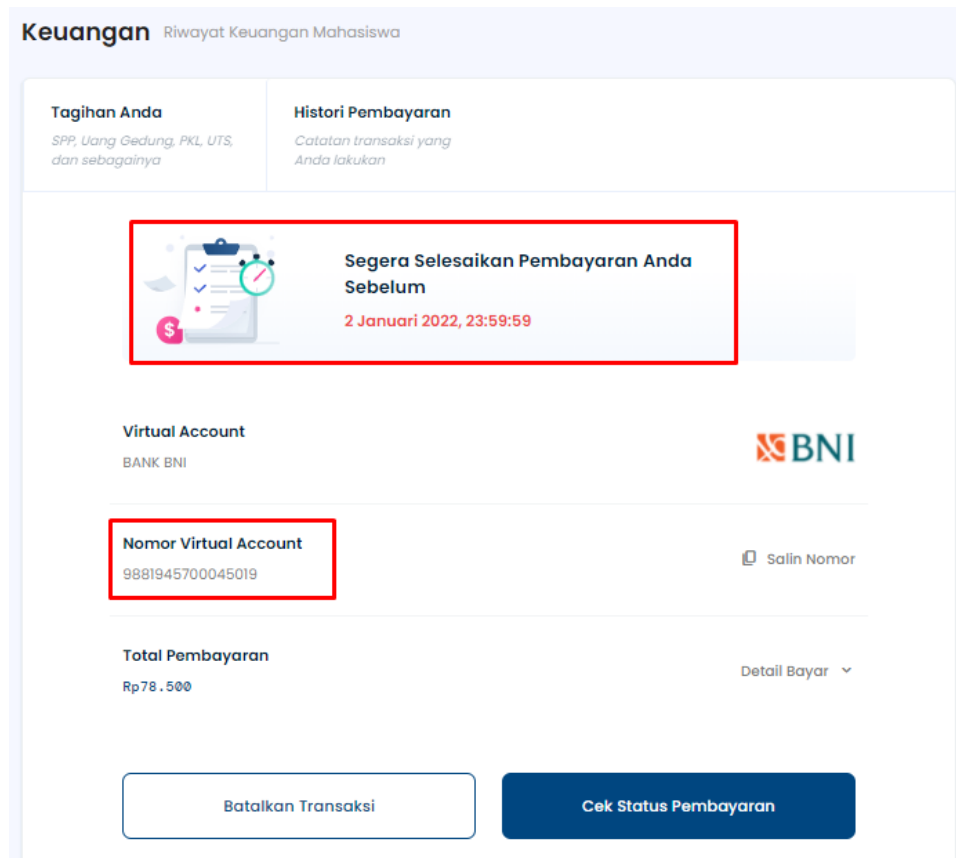 Keuangan Riwayat Keuangan Mahasiswa
Tagihan Anda
SPP, Uang Gedung, PKL, UTS,
dan sebagainya
Histori Pembayaran
Catatan transaksi yang
Anda lakukan
Segera Selesaikan Pembayaran Anda
Sebelum
2 Januari 2022, 23:59:59
$
Virtual Account
BANK BNI
BNI
Nomor Virtual Account
9881945700045019
Salin Nomor
Total Pembayaran
Rp78.500
Detail Bayar
Batalkan Transaksi
Cek Status Pembayaran